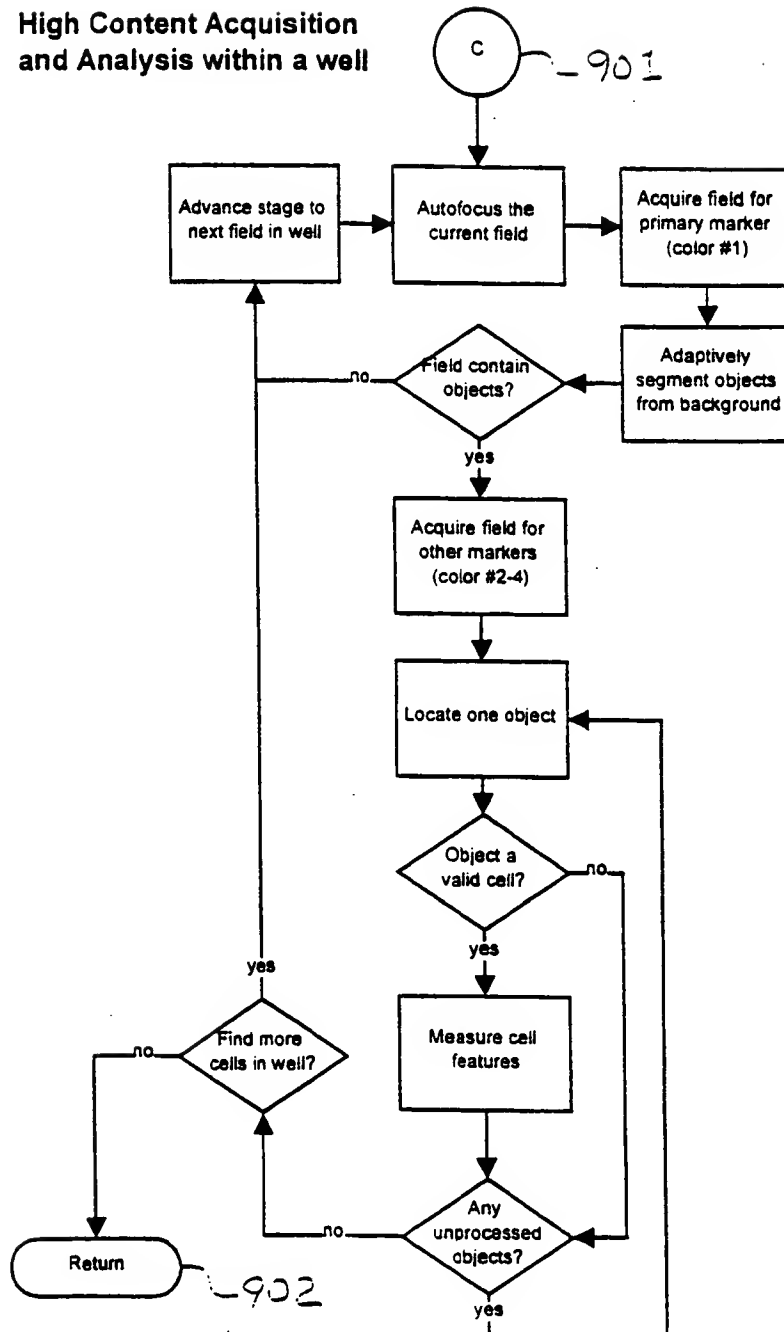 High Content Acquisition
and Analysis within a well
C
901
Advance stage to
next field in well
Autofocus the
current field
Acquire field for
primary marker
(color #1)
Field contain
objects?
no
Adaptively
segment objects
from background
yes
Acquire field for
other markers
(color #2-4)
Locate one object
Object a
valid cell?
no
yes
Measure cell
features
yes
Find more
cells in well?
no
Any
unprocessed
objects?
no
yes
Return
902